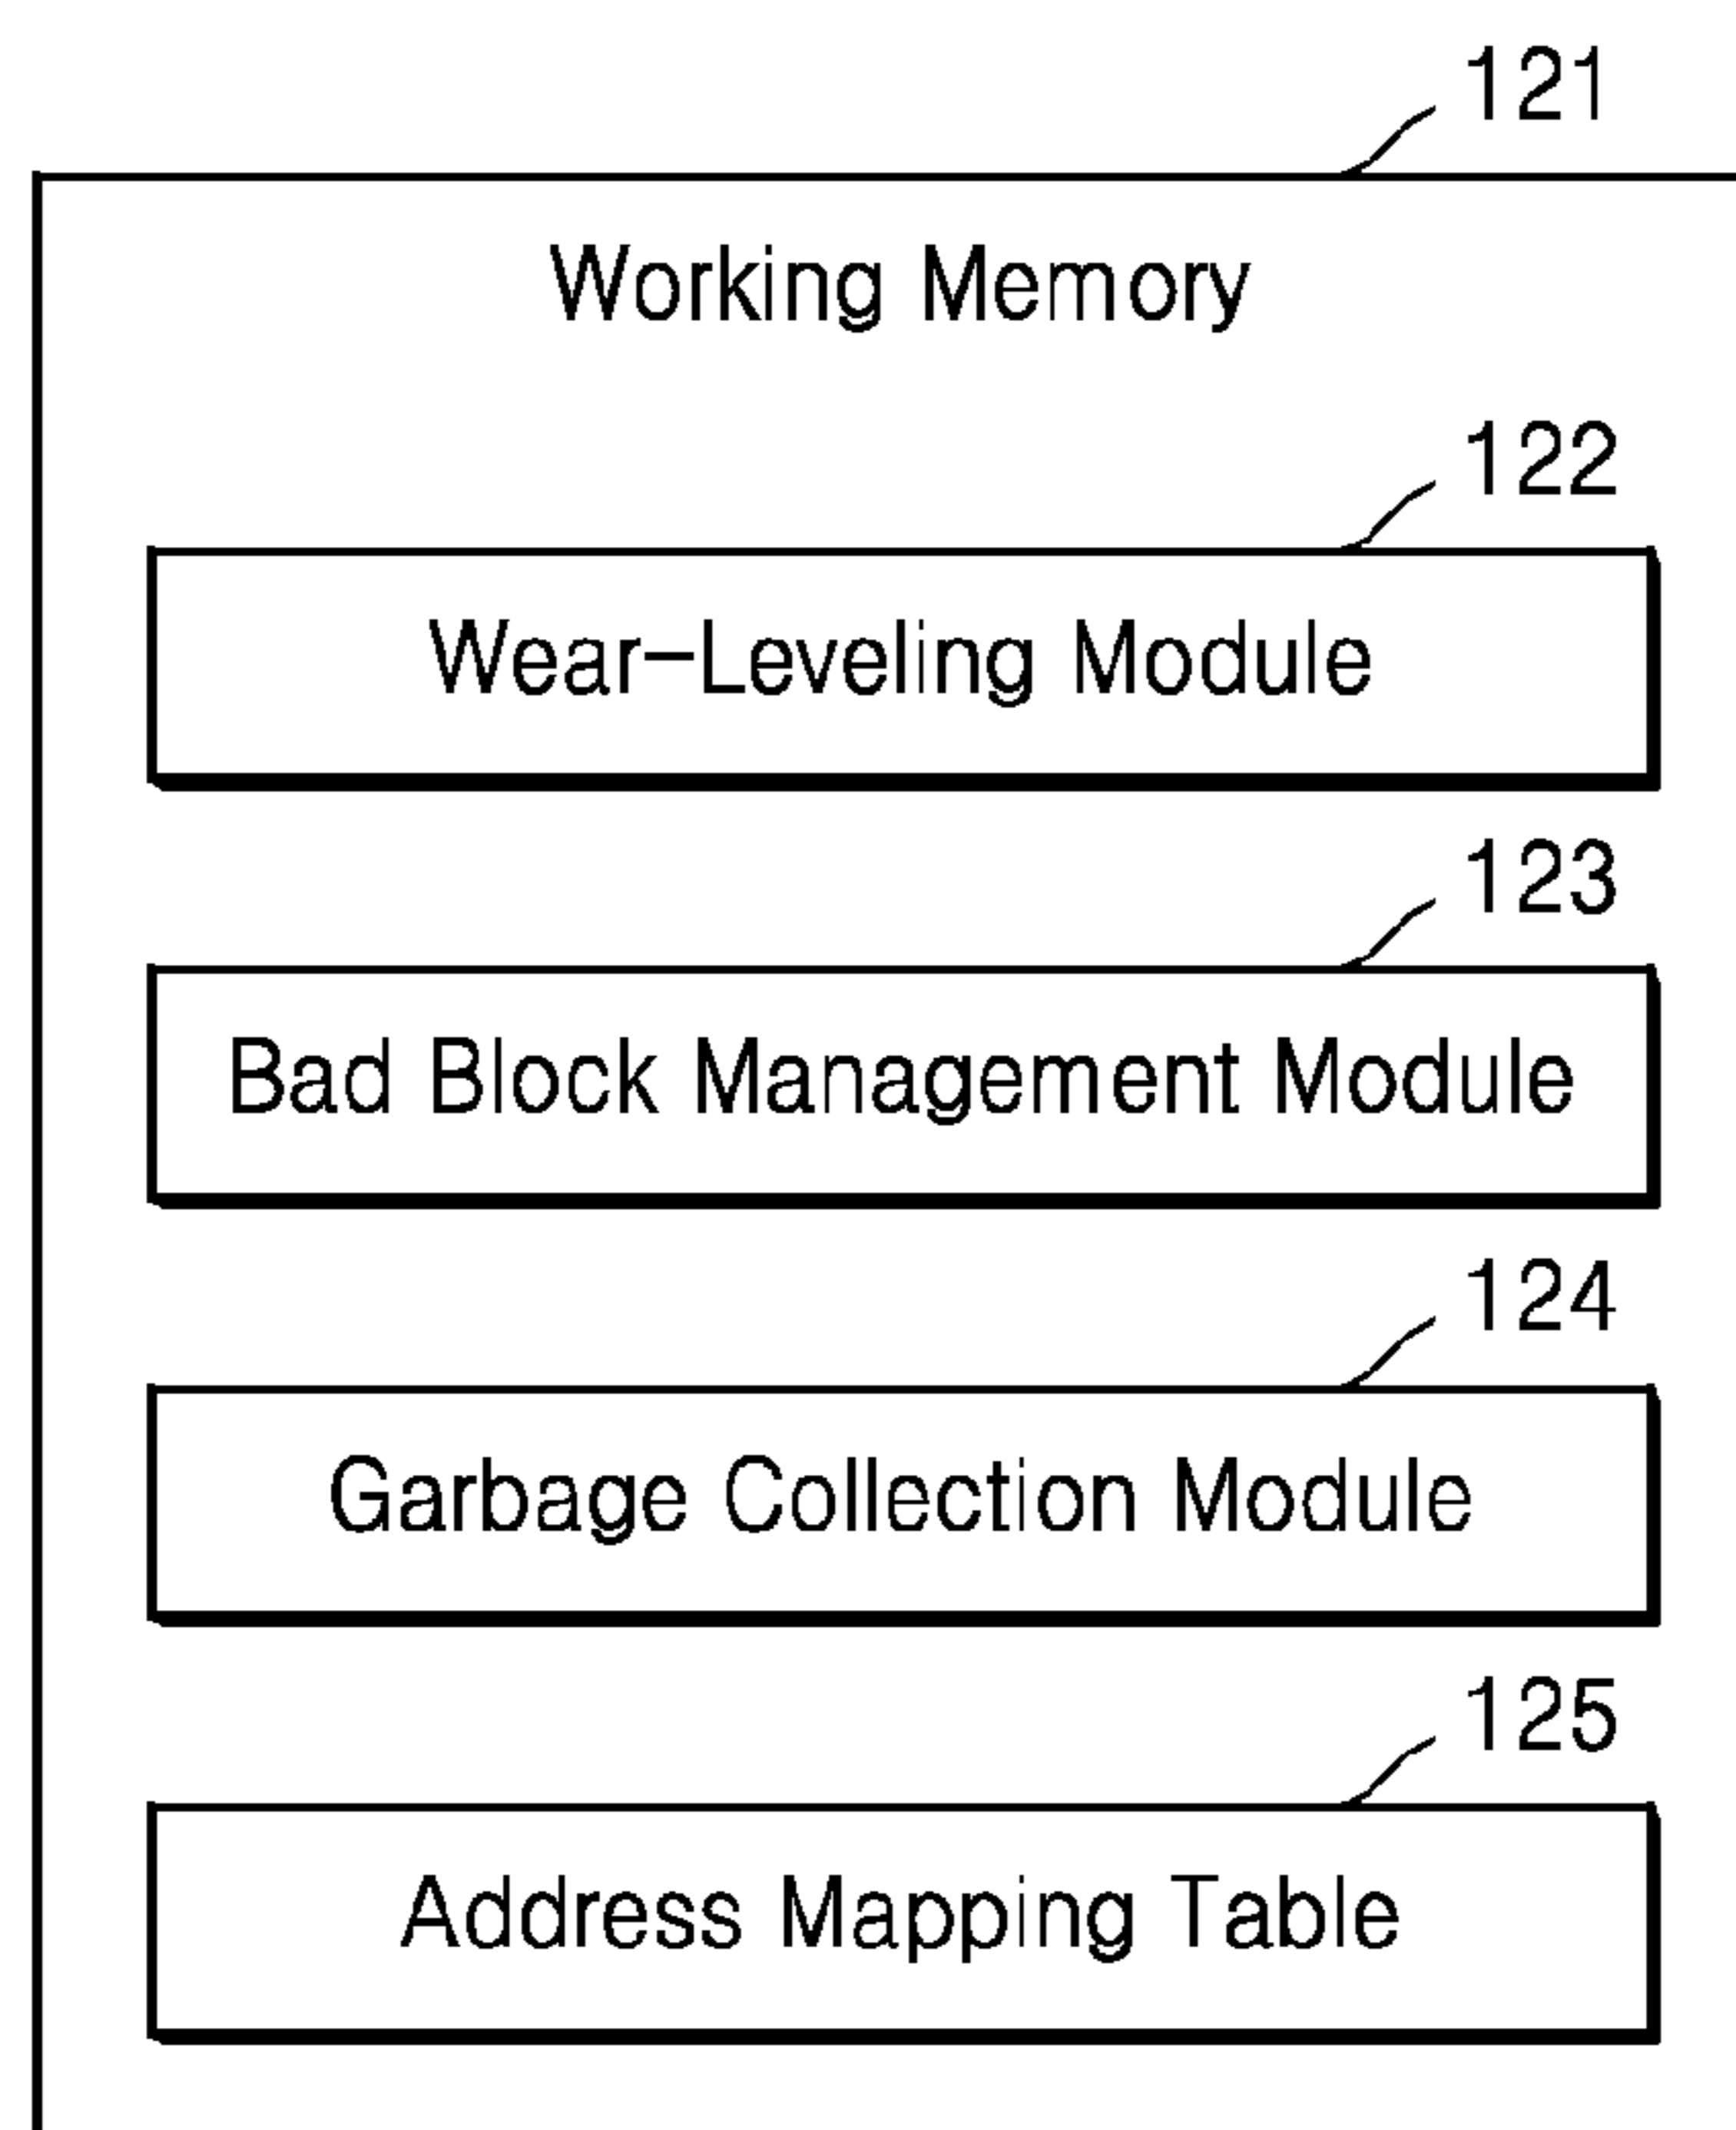 121
Working Memory
122
Wear-Leveling Module
123
Bad Block Management Module
124
Garbage Collection Module
125
Address Mapping Table